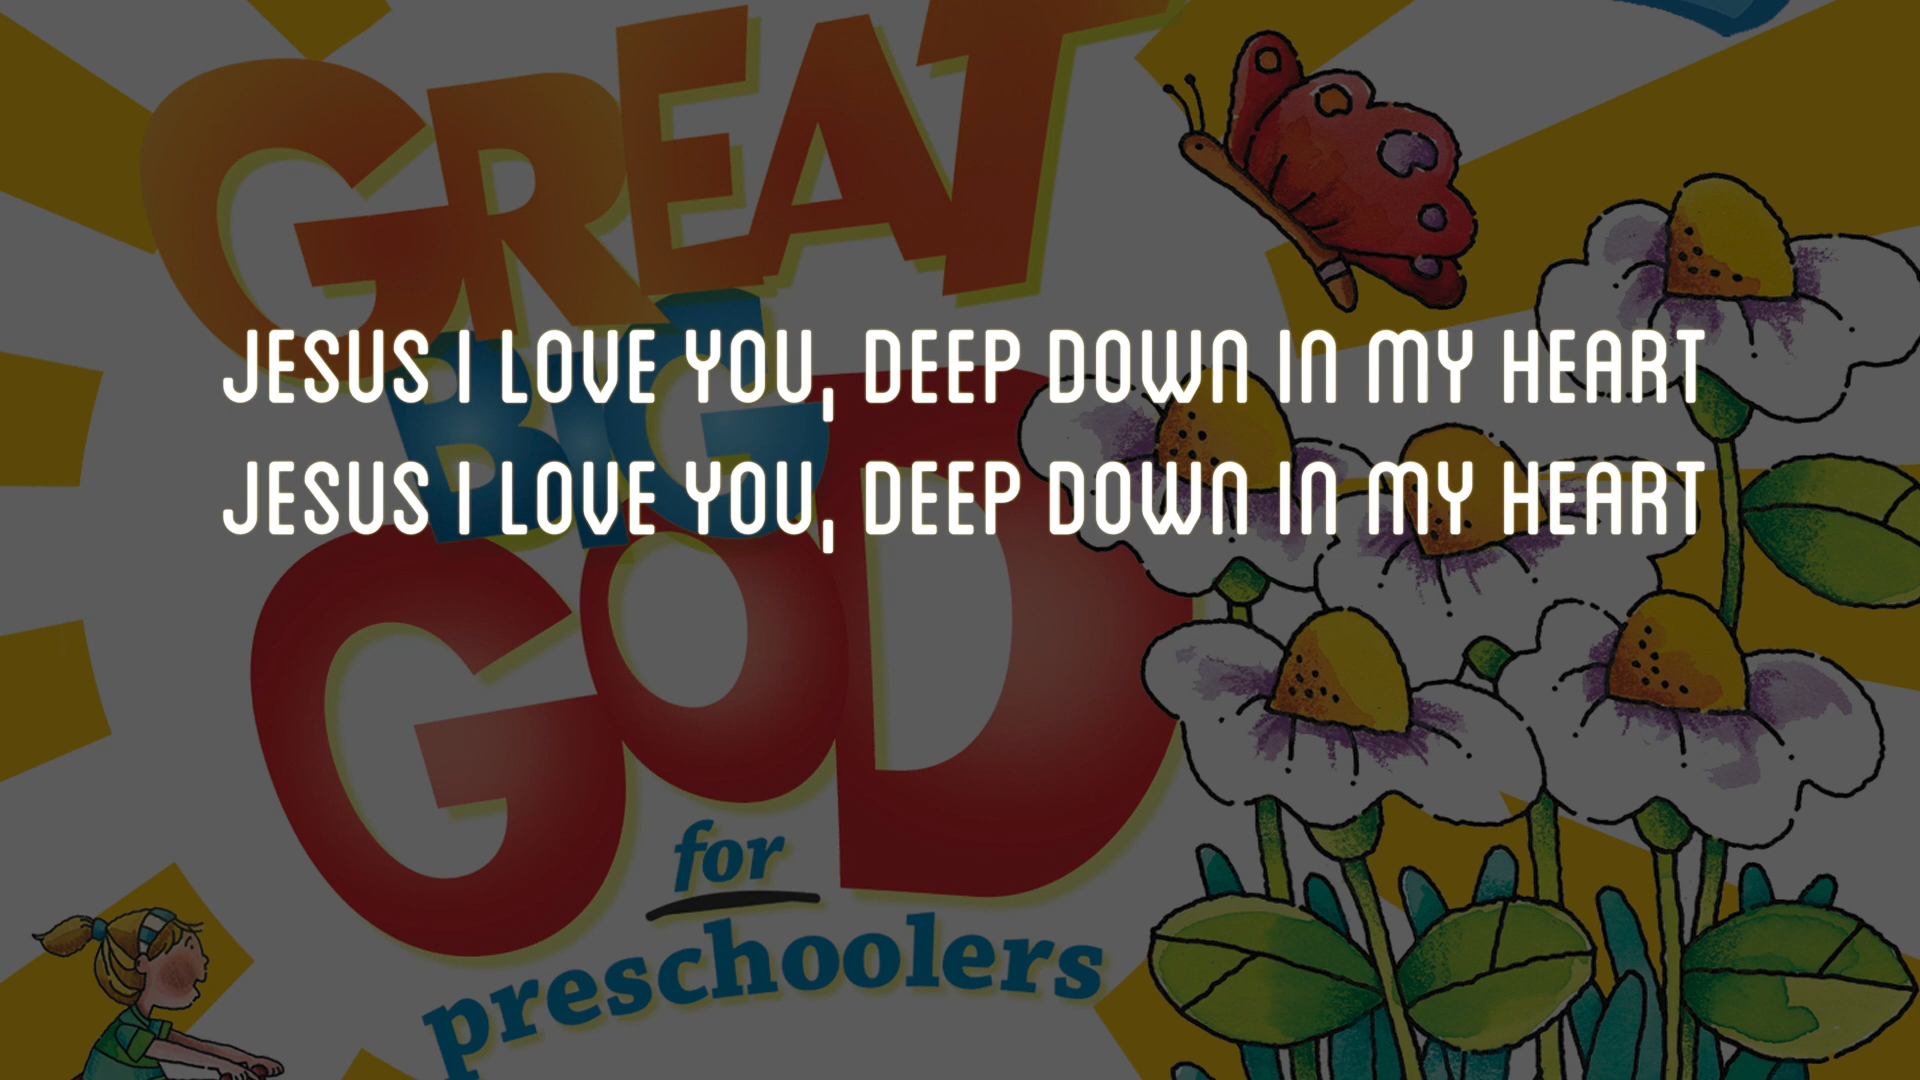 GREAT
BIG
JESUS I LOVE YOU, DEEP DOWN IN MY HEART
JESUS I LOVE YOU, DEEP DOWN IN MY HEART
GOD
for
preschoolers